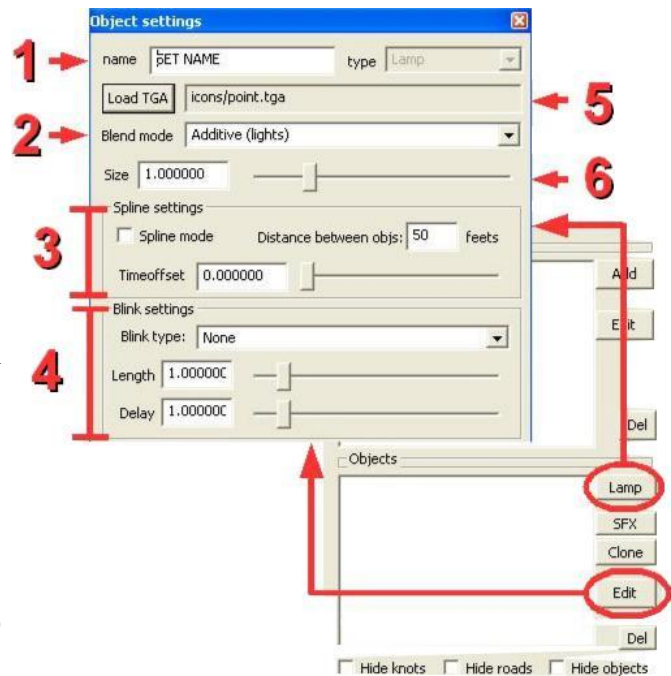 Object settings
1 name SET NAME type Lamp
Load TGA icons/point.tga 5
2 Blend mode Additive (lights)
Size 1.000000 6
3 Spline settings
Spline mode Distance between objs: 50 feets
Timeoffset 0.000000
4 Blink settings
Blink type: None
Length 1.000000
Delay 1.000000
Add
Edit
Del
Objects
Lamp
SFX
Clone
Edit
Del
Hide knots Hide roads Hide objects